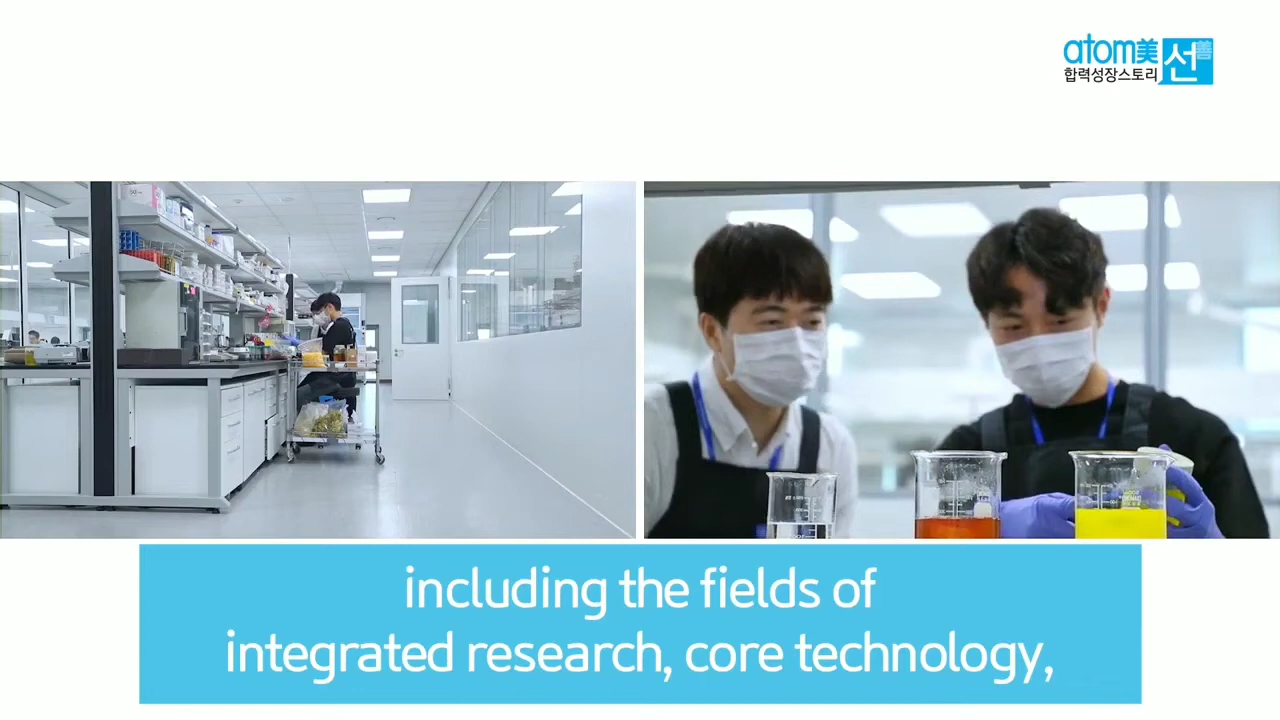 atom美
합력성장스토리
선善
including the fields of
integrated research, core technology,